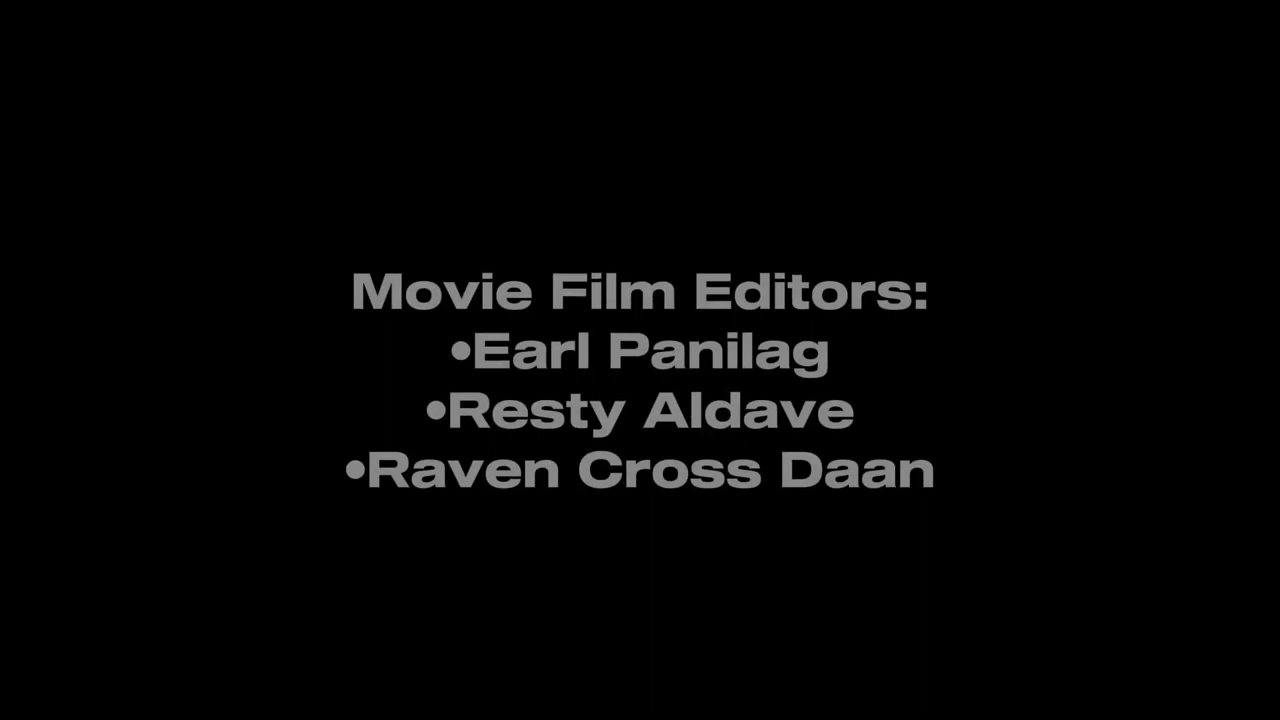 Movie Film Editors:
•Earl Panilag
•Resty Aldave
•Raven Cross Daan